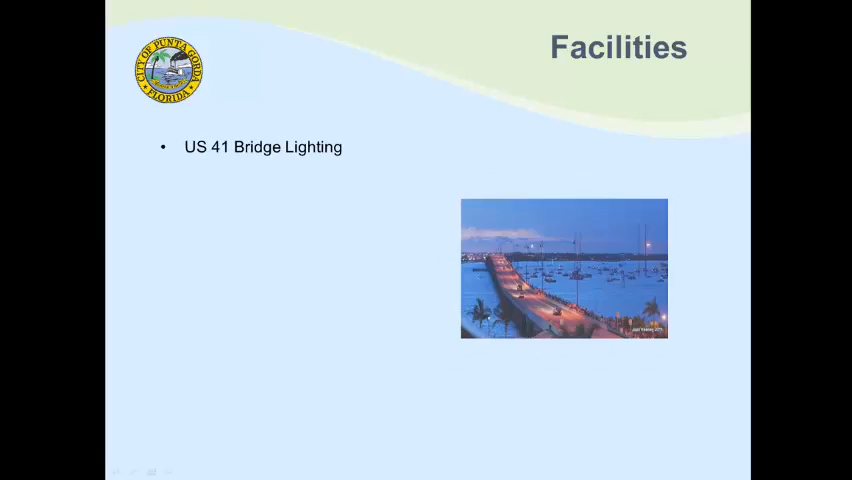 Facilities
CITY OF PUNTA GORDA
FLORIDA
• US 41 Bridge Lighting